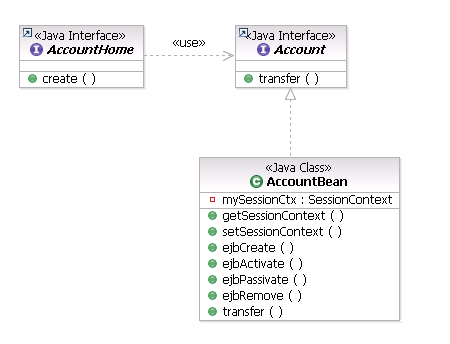 «Java Interface»
AccountHome
create ( )
«use»
«Java Interface»
Account
transfer ( )
«Java Class»
AccountBean
mySessionCtx : SessionContext
getSessionContext ( )
setSessionContext ( )
ejbCreate ( )
ejbActivate ( )
ejbPassivate ( )
ejbRemove ( )
transfer ( )